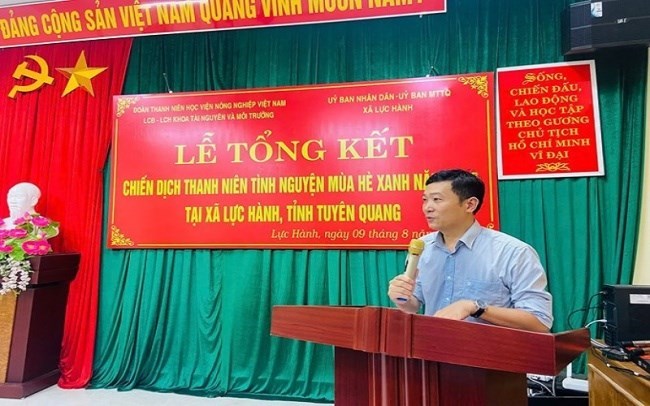 ĐẢNG CỘNG SẢN VIỆT NAM QUANG VINH MUÔN NĂM !
ĐOÀN THANH NIÊN HỌC VIỆN NÔNG NGHIỆP VIỆT NAM
LCĐ - LCH KHOA TÀI NGUYÊN VÀ MÔI TRƯỜNG
UỶ BAN NHÂN DÂN - UỶ BAN MTTQ
XÃ LỰC HÀNH
LỄ TỔNG KẾT
CHIẾN DỊCH THANH NIÊN TÌNH NGUYỆN MÙA HÈ XANH NĂM
TẠI XÃ LỰC HÀNH, TỈNH TUYÊN QUANG
Lực Hành, ngày 09 tháng 8
SỐNG,
CHIẾN ĐẤU,
LAO ĐỘNG
VÀ HỌC TẬP
THEO GƯƠNG
CHỦ TỊCH
HỒ CHÍ MINH
VĨ ĐẠI